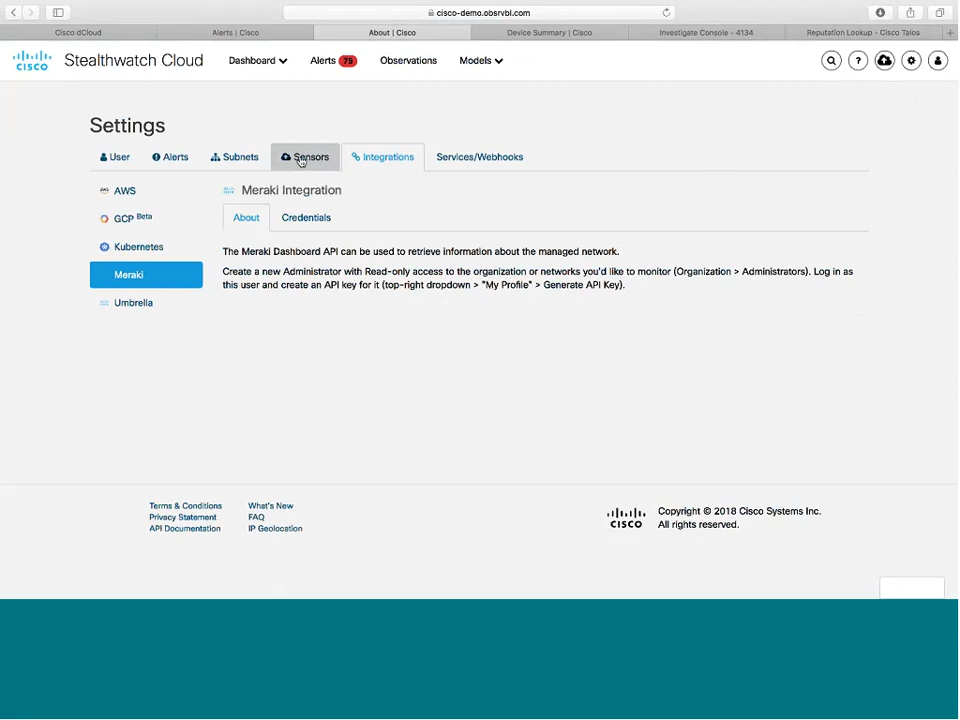 cisco-demo.obsrvbl.com
Cisco dCloud
Alerts | Cisco
About | Cisco
Device Summary | Cisco
Investigate Console - 4134
Reputation Lookup - Cisco Talos
CISCO
Stealthwatch Cloud
Dashboard
Alerts 75
Observations
Models
?
Settings
User
Alerts
Subnets
Sensors
Integrations
Services/Webhooks
AWS
GCP Beta
Kubernetes
Meraki
Umbrella
Meraki Integration
About
Credentials
The Meraki Dashboard API can be used to retrieve information about the managed network.
Create a new Administrator with Read-only access to the organization or networks you'd like to monitor (Organization > Administrators). Log in as
this user and create an API key for it (top-right dropdown > "My Profile" > Generate API Key).
Terms & Conditions
Privacy Statement
API Documentation
What's New
FAQ
IP Geolocation
CISCO
Copyright © 2018 Cisco Systems Inc.
All rights reserved.